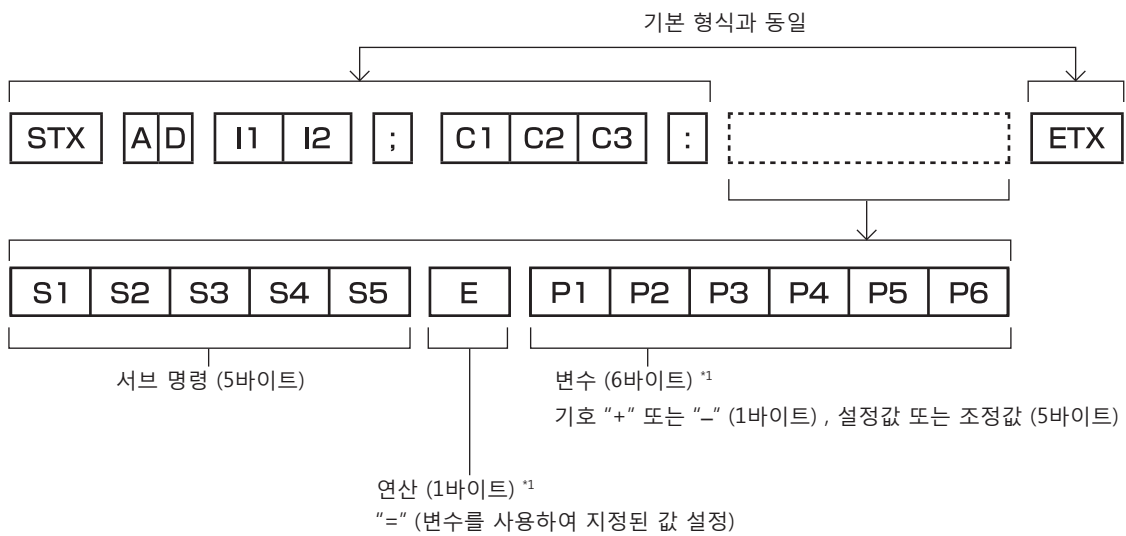 기본 형식과 동일
STX A D I1 I2 ; C1 C2 C3 : ETX
S1 S2 S3 S4 S5 E P1 P2 P3 P4 P5 P6
서브 명령 (5바이트)
변수 (6바이트) *1
기호 "+" 또는 "–" (1바이트) , 설정값 또는 조정값 (5바이트)
연산 (1바이트) *1
"=" (변수를 사용하여 지정된 값 설정)